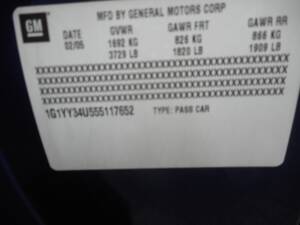 GM
MFD BY GENERAL MOTORS CORP
DATE GVWR GAWR FRT GAWR RR
02/05 1692 KG 826 KG 866 KG
3729 LB 1820 LB 1909 LB
XXXXXXXXXXXXXXXXXXXXXXXXXXXXXXXXXXXXXXX
1G1YY34U555117652 TYPE: PASS CAR